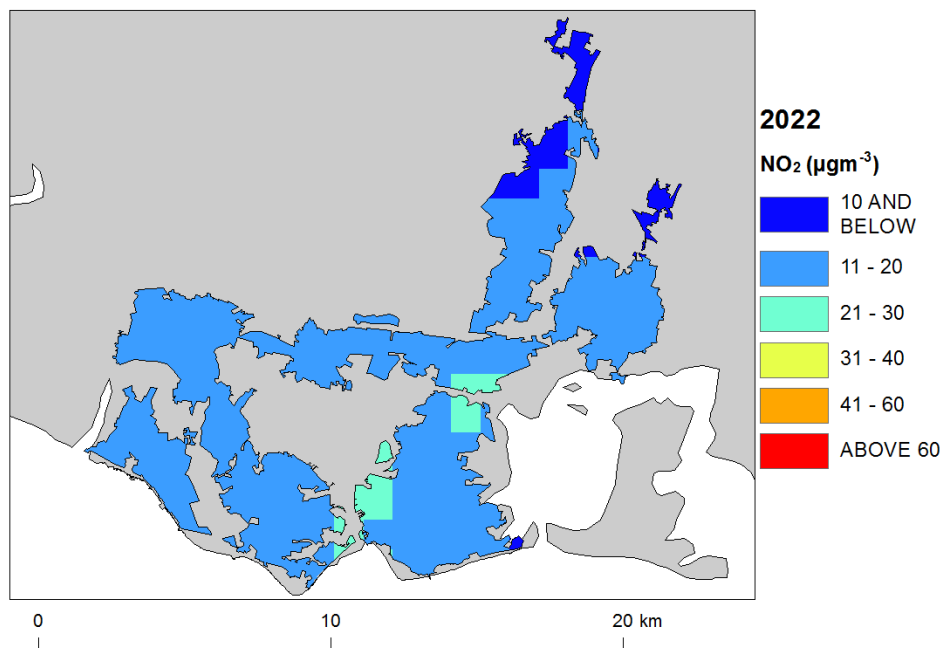 2022
NO₂ (µgm⁻³)
10 AND
BELOW
11 - 20
21 - 30
31 - 40
41 - 60
ABOVE 60
0 10 20 km